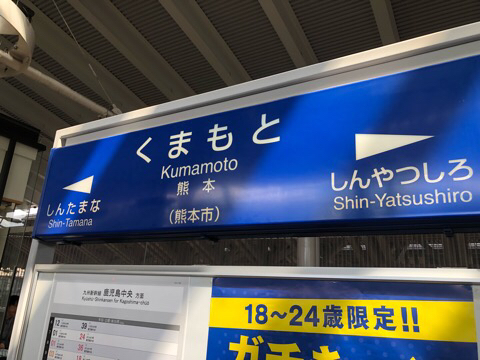 くまもと
Kumamoto
熊本
(熊本市)
しんたまな
Shin-Tamana
しんやつしろ
Shin-Yatsushiro
九州新幹線 鹿児島中央 方面
Kyushu-Shinkansen for Kagoshima-chūō
18~24歳限定!!